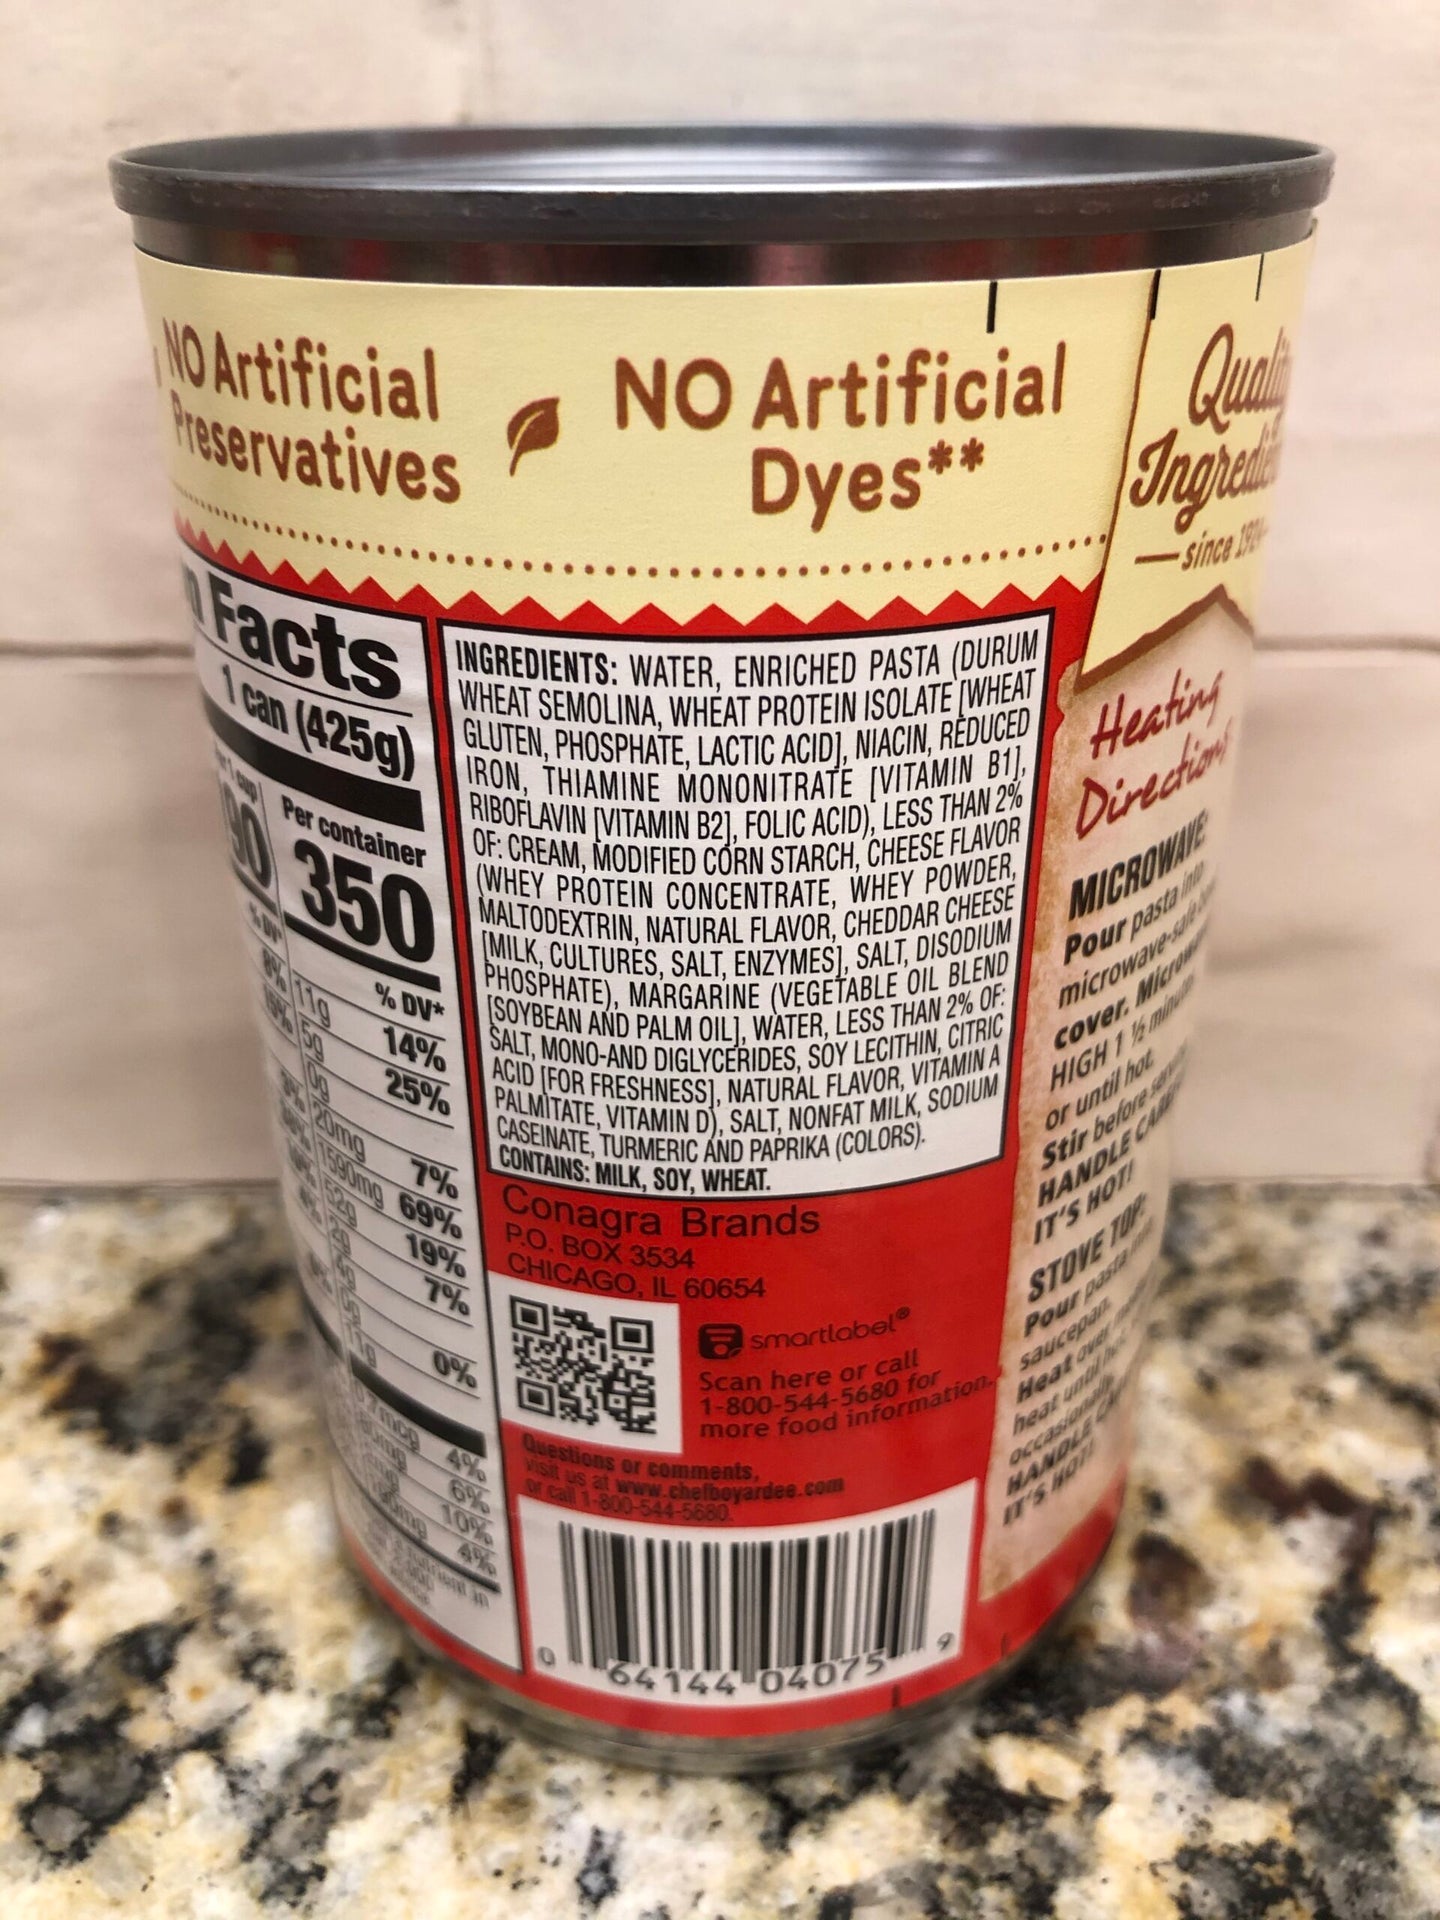 NO Artificial
Preservatives
NO Artificial
Dyes**
Quality
Ingredients
since 19
Facts
1 can (425g)
Per container
350
% DV*
11g 14%
5g 25%
0g
20mg 7%
1590mg 69%
52g 19%
7%
4g
0g 0%
11g
4%
6%
10%
4%
INGREDIENTS: WATER, ENRICHED PASTA (DURUM
WHEAT SEMOLINA, WHEAT PROTEIN ISOLATE [WHEAT
GLUTEN, PHOSPHATE, LACTIC ACID], NIACIN, REDUCED
IRON, THIAMINE MONONITRATE [VITAMIN B1],
RIBOFLAVIN [VITAMIN B2], FOLIC ACID), LESS THAN 2%
OF: CREAM, MODIFIED CORN STARCH, CHEESE FLAVOR
(WHEY PROTEIN CONCENTRATE, WHEY POWDER,
MALTODEXTRIN, NATURAL FLAVOR, CHEDDAR CHEESE
[MILK, CULTURES, SALT, ENZYMES], SALT, DISODIUM
PHOSPHATE), MARGARINE (VEGETABLE OIL BLEND
[SOYBEAN AND PALM OIL], WATER, LESS THAN 2% OF:
SALT, MONO-AND DIGLYCERIDES, SOY LECITHIN, CITRIC
ACID [FOR FRESHNESS], NATURAL FLAVOR, VITAMIN A
PALMITATE, VITAMIN D), SALT, NONFAT MILK, SODIUM
CASEINATE, TURMERIC AND PAPRIKA (COLORS).
CONTAINS: MILK, SOY, WHEAT.
Conagra Brands
P.O. BOX 3534
CHICAGO, IL 60654
smartlabel®
Scan here or call
1-800-544-5680 for
more food information.
Questions or comments,
visit us at www.chefboyardee.com
or call 1-800-544-5680.
0 64144 04075 9
Heating
Directions
MICROWAVE:
Pour pasta into
microwave-safe
cover. Microwave
HIGH 1 ½ minutes
or until hot.
Stir before
HANDLE
IT'S HOT!
STOVE TOP:
Pour pasta
saucepan.
Heat over
heat until
occasionally.
HANDLE
IT'S HOT!